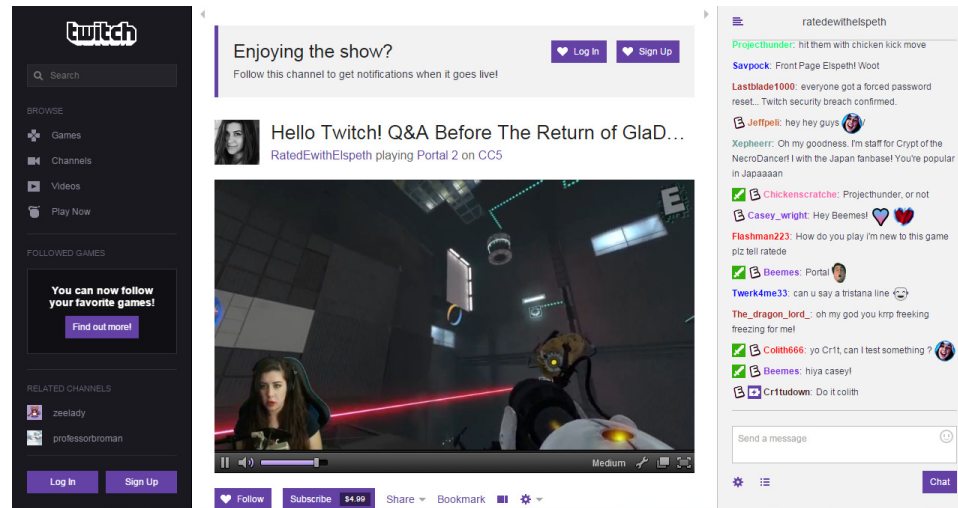 twitch
Search
BROWSE
Games
Channels
Videos
Play Now
FOLLOWED GAMES
You can now follow
your favorite games!
Find out more!
RELATED CHANNELS
zeelady
professorbroman
Log In
Sign Up
Enjoying the show?
Follow this channel to get notifications when it goes live!
Log In
Sign Up
Hello Twitch! Q&A Before The Return of GlaD...
RatedEwithElspeth playing Portal 2 on CC5
E
Medium
Follow
Subscribe $4.99
Share
Bookmark
ratedewithelspeth
Projecthunder: hit them with chicken kick move
Savpock: Front Page Elspeth! Woot
Lastblade1000: everyone got a forced password
reset... Twitch security breach confirmed.
Jeffpeli: hey hey guys /
Xepheerr: Oh my goodness. I'm staff for Crypt of the
NecroDancer! I with the Japan fanbase! You're popular
in Japaaaan
Chickenscratche: Projecthunder, or not
Casey_wright: Hey Beemes!
Flashman223: How do you play i'm new to this game
plz tell ratede
Beemes: Portal
Twerk4me33: can u say a tristana line
The_dragon_lord_: oh my god you krrp freeking
freezing for me!
Colith666: yo Cr1t, can I test something ?
Beemes: hiya casey!
Cr1tudown: Do it colith
Send a message
Chat